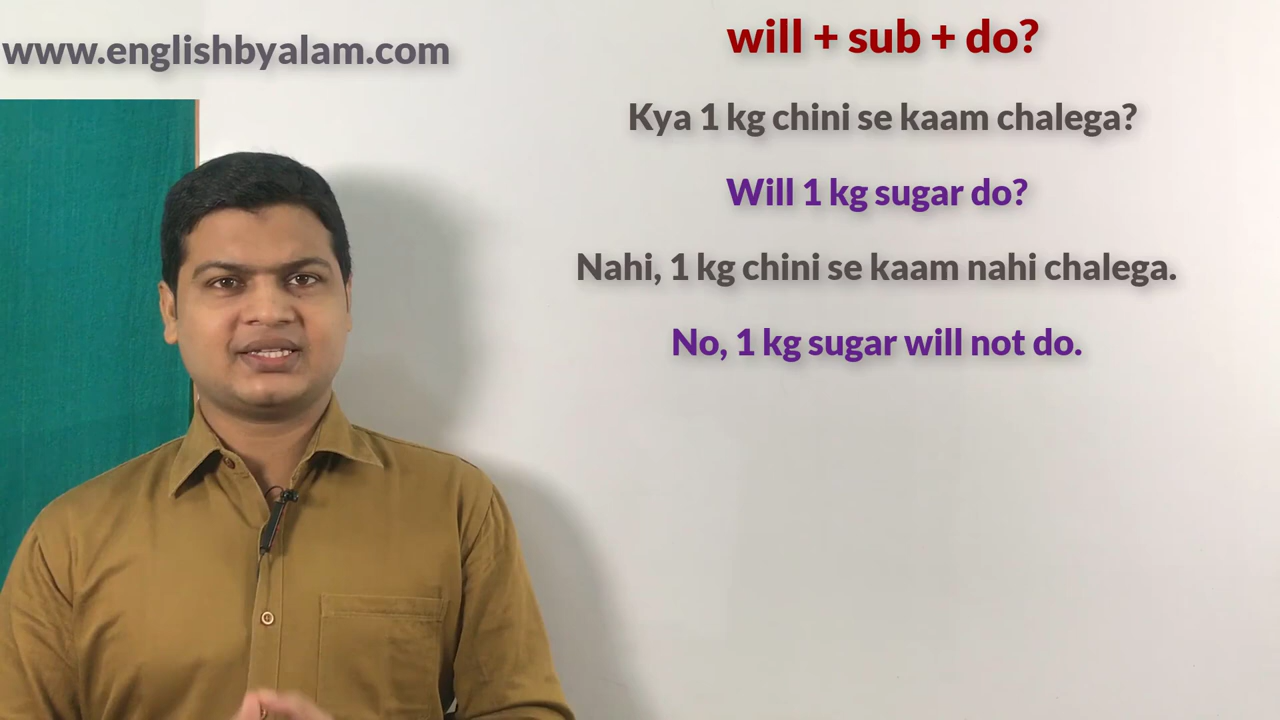 www.englishbyalam.com
will + sub + do?
Kya 1 kg chini se kaam chalega?
Will 1 kg sugar do?
Nahi, 1 kg chini se kaam nahi chalega.
No, 1 kg sugar will not do.